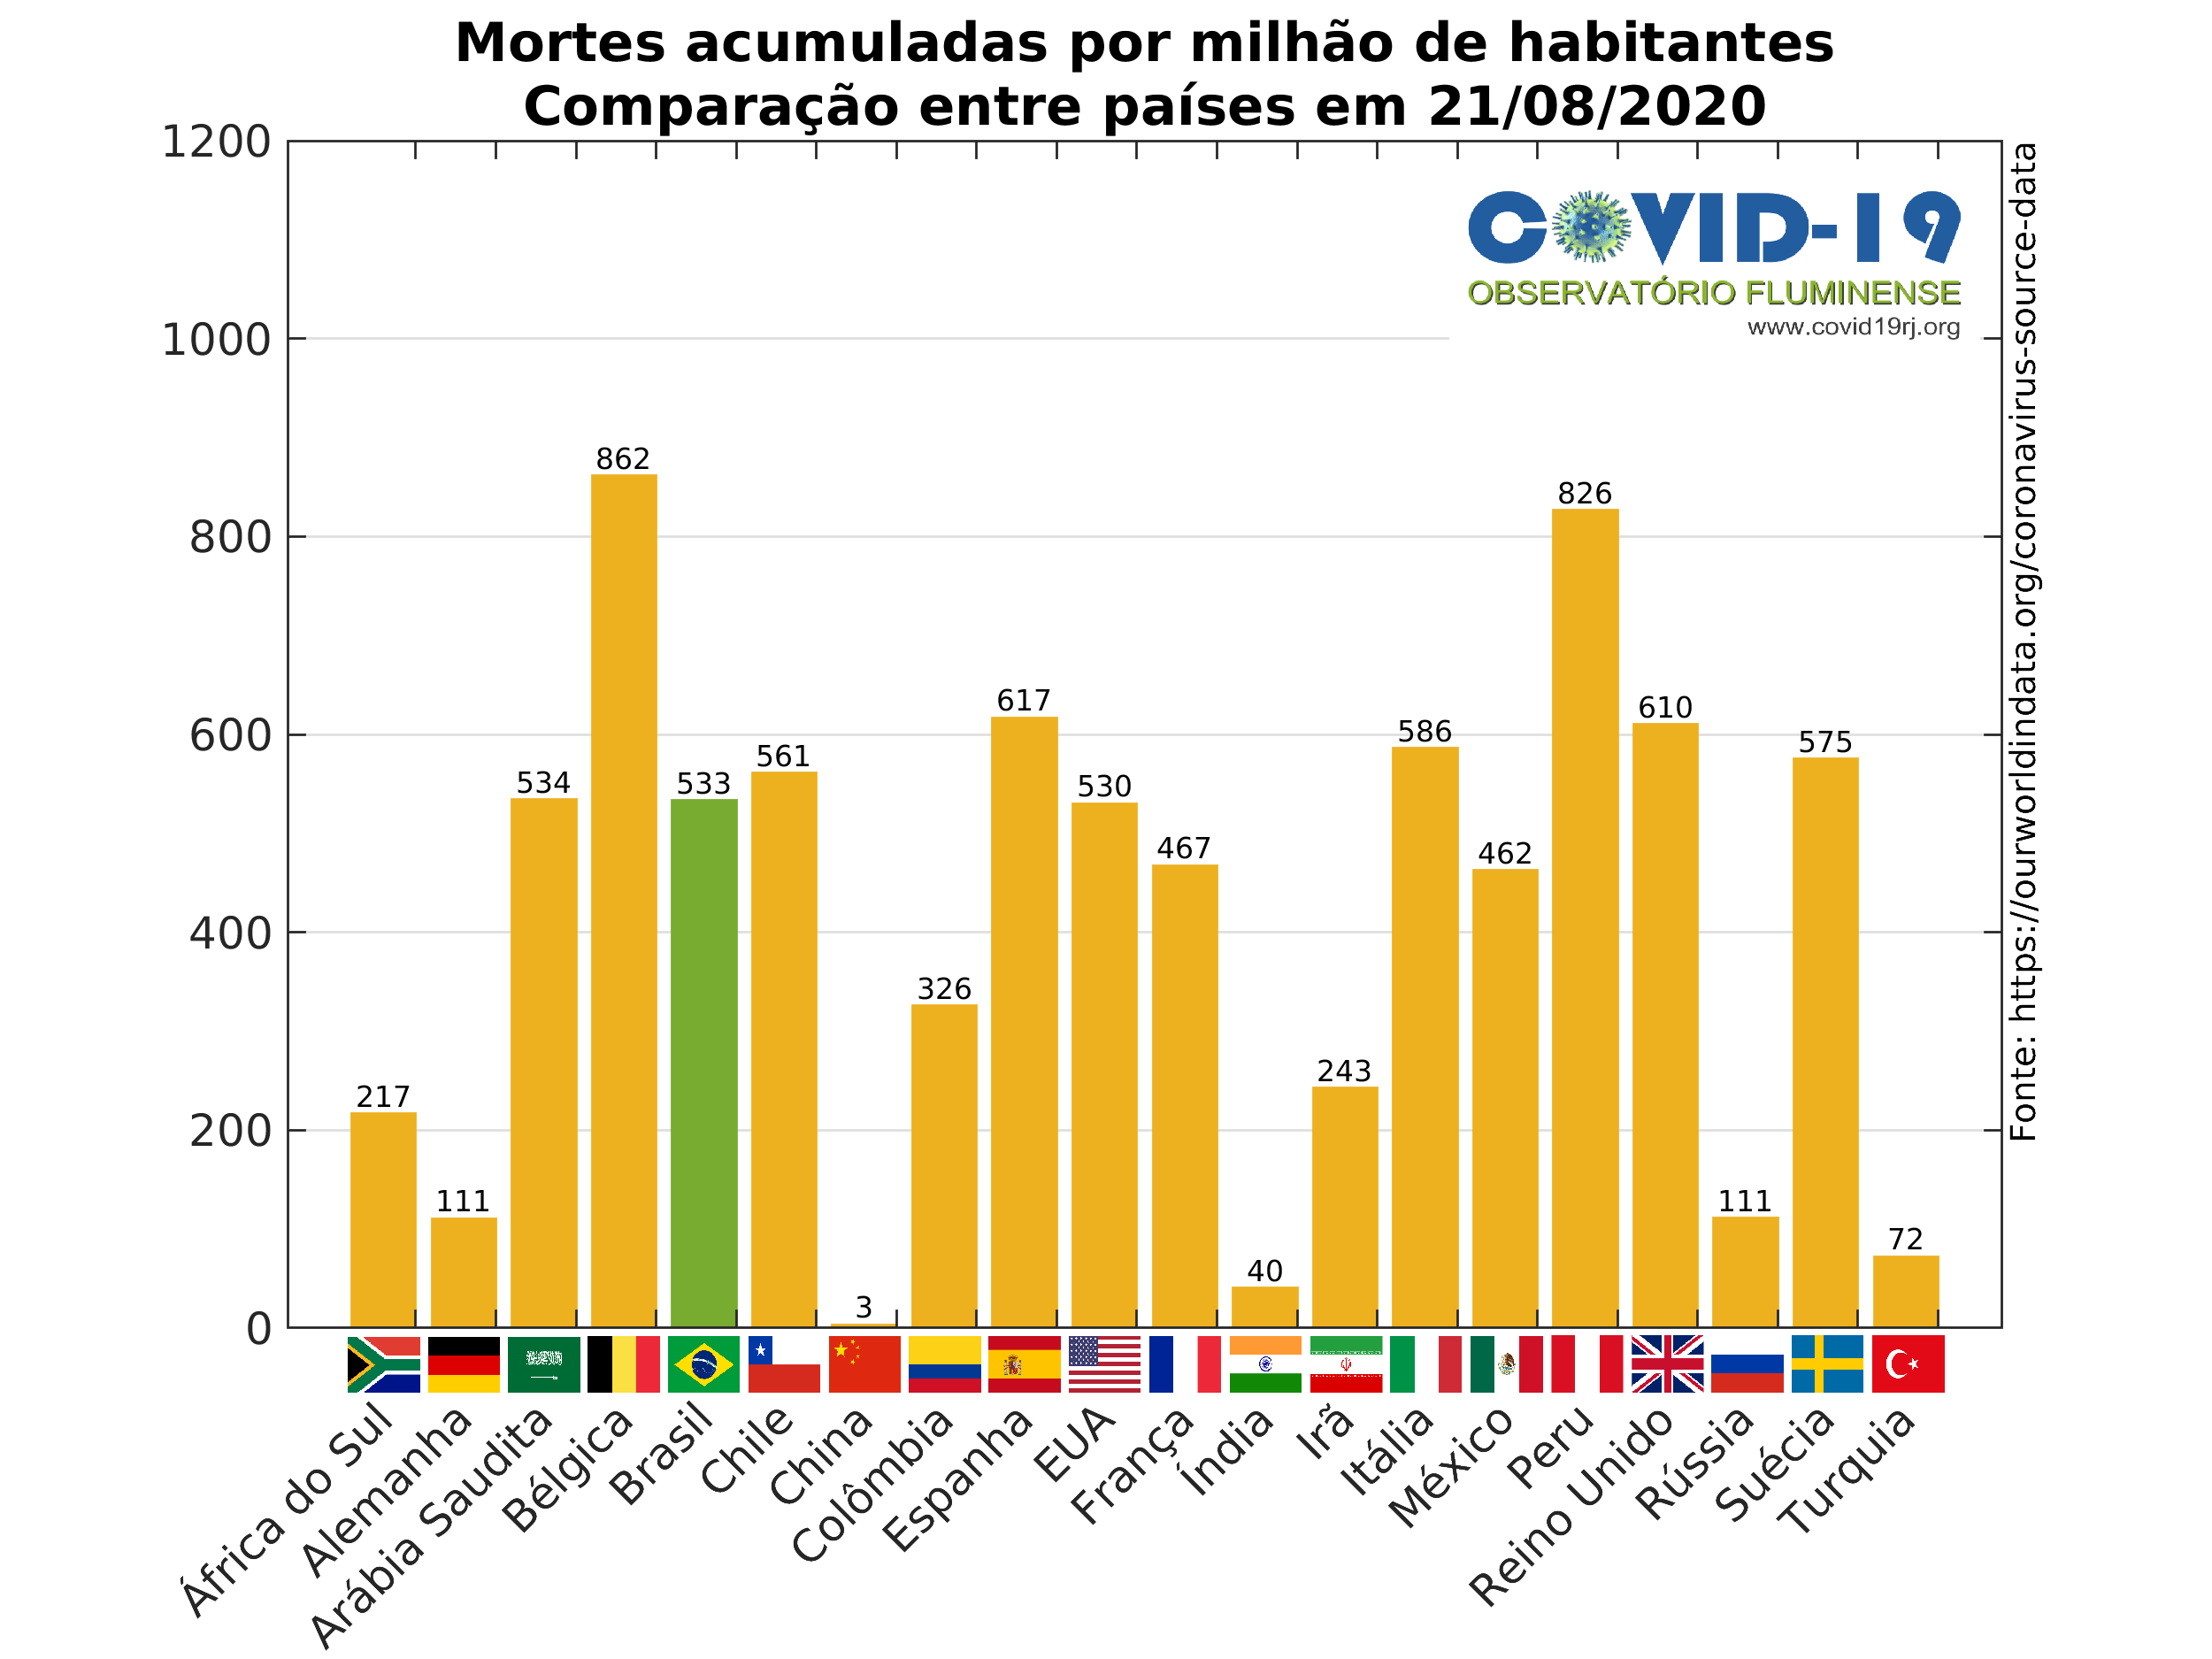 Mortes acumuladas por milhão de habitantes
Comparação entre países em 21/08/2020
1200
1000
800
600
400
200
0
COVID-19
OBSERVATÓRIO FLUMINENSE
www.covid19rj.org
Fonte: https://ourworldindata.org/coronavirus-source-data
217
111
534
862
533
561
3
326
617
530
467
40
243
586
462
826
610
111
575
72
África do Sul
Alemanha
Arábia Saudita
Bélgica
Brasil
Chile
China
Colômbia
Espanha
EUA
França
Índia
Irã
Itália
México
Peru
Reino Unido
Rússia
Suécia
Turquia